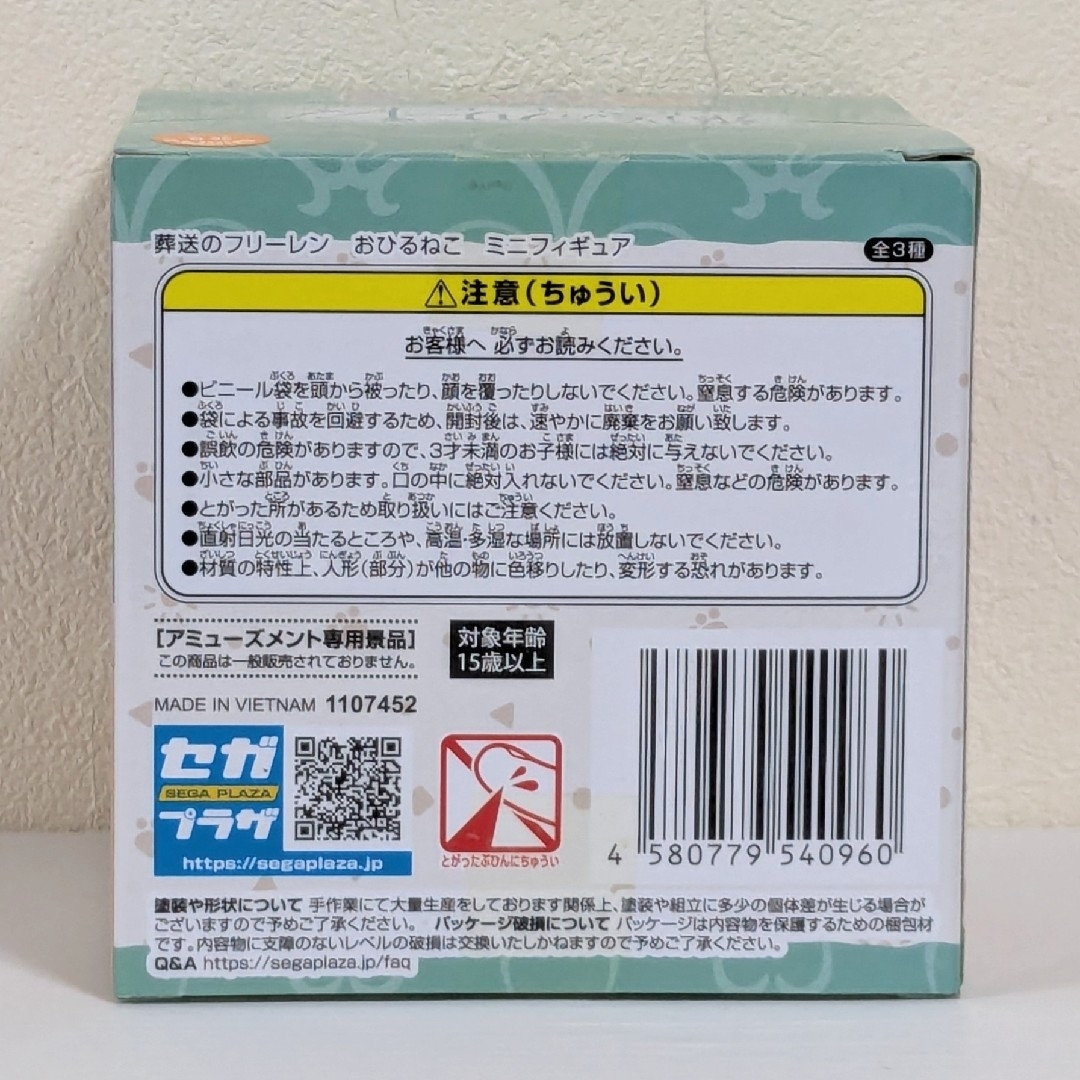 葬送のフリーレン おひるねこ ミニフィギュア
全3種
⚠注意(ちゅうい)
お客様へ 必ずお読みください。
●ビニール袋を頭から被ったり、顔を覆ったりしないでください。窒息する危険があります。
●袋による事故を回避するため、開封後は、速やかに廃棄をお願い致します。
●誤飲の危険がありますので、3才未満のお子様には絶対に与えないでください。
●小さな部品があります。口の中に絶対入れないでください。窒息などの危険があります。
●とがった所があるため取り扱いにはご注意ください。
●直射日光の当たるところや、高温・多湿な場所には放置しないでください。
●材質の特性上、人形(部分)が他の物に色移りしたり、変形する恐れがあります。
[アミューズメント専用景品]
この商品は一般販売されておりません。
対象年齢
15歳以上
MADE IN VIETNAM 1107452
セガ
SEGA PLAZA
プラザ
https://segaplaza.jp
とがったぶひんにちゅうい
4 580779 540960
塗装や形状について 手作業にて大量生産をしております関係上、塗装や組立に多少の個体差が生じる場合が
ございますので予めご了承ください。 パッケージ破損について パッケージは内容物を保護するための梱包材
です。内容物に支障のないレベルの破損は交換いたしかねますので予めご了承ください。
Q&A https://segaplaza.jp/faq